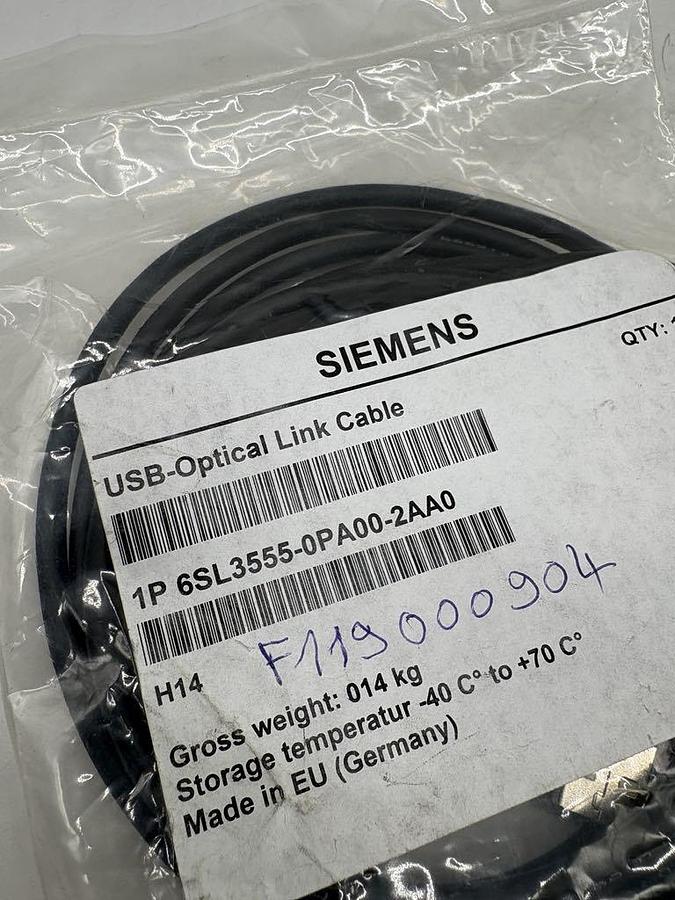 SIEMENS
QTY:
USB-Optical Link Cable
1P 6SL3555-0PA00-2AA0
F119000904
H14
Gross weight: 014 kg
Storage temperatur -40 C° to +70 C°
Made in EU (Germany)